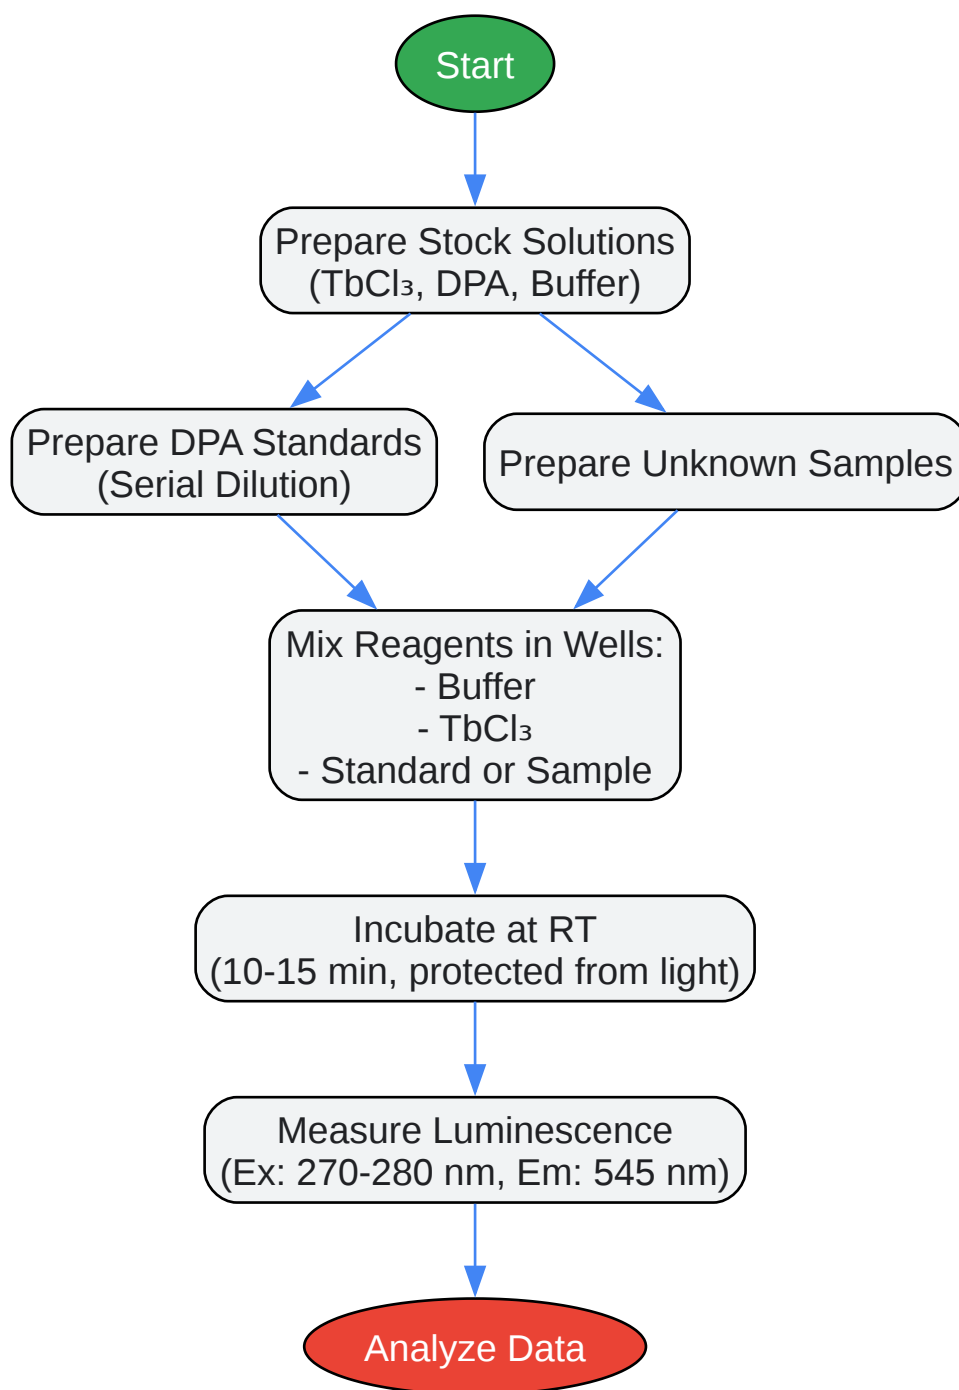 Start
Prepare Stock Solutions
(TbCl₃, DPA, Buffer)
Prepare DPA Standards
(Serial Dilution)
Prepare Unknown Samples
Mix Reagents in Wells:
- Buffer
- TbCl₃
- Standard or Sample
Incubate at RT
(10-15 min, protected from light)
Measure Luminescence
(Ex: 270-280 nm, Em: 545 nm)
Analyze Data